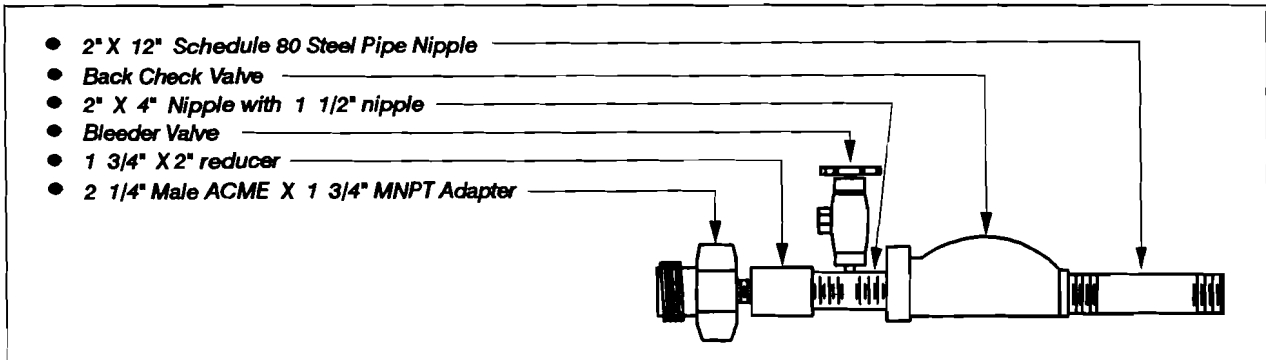 ● 2" X 12" Schedule 80 Steel Pipe Nipple
● Back Check Valve
● 2" X 4" Nipple with 1 1/2" nipple
● Bleeder Valve
● 1 3/4" X 2" reducer
● 2 1/4" Male ACME X 1 3/4" MNPT Adapter